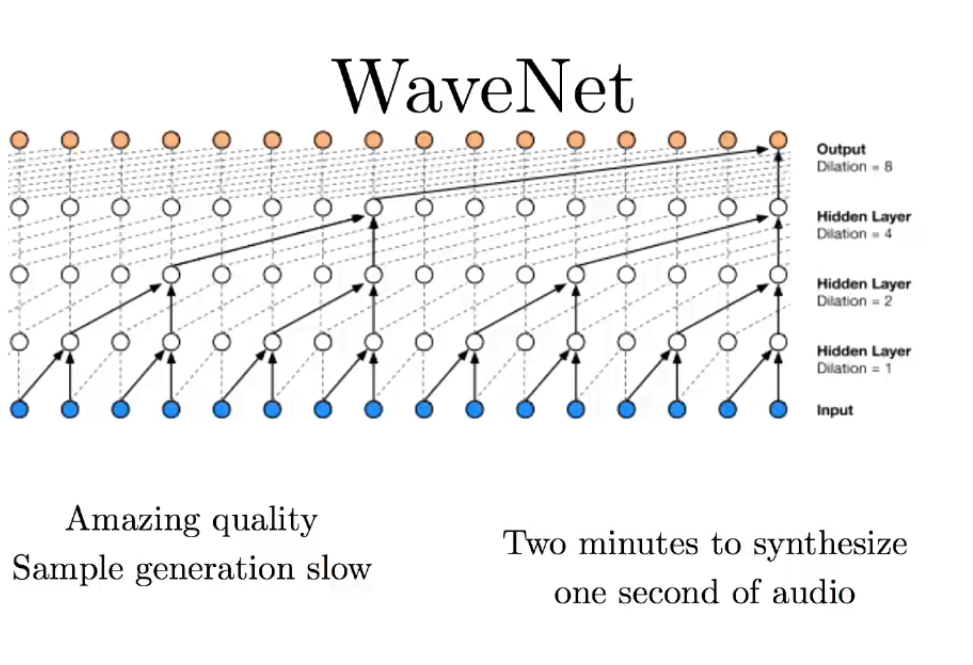 WaveNet
Output
Dilation = 8
Hidden Layer
Dilation = 4
Hidden Layer
Dilation = 2
Hidden Layer
Dilation = 1
Input
Amazing quality
Sample generation slow
Two minutes to synthesize
one second of audio